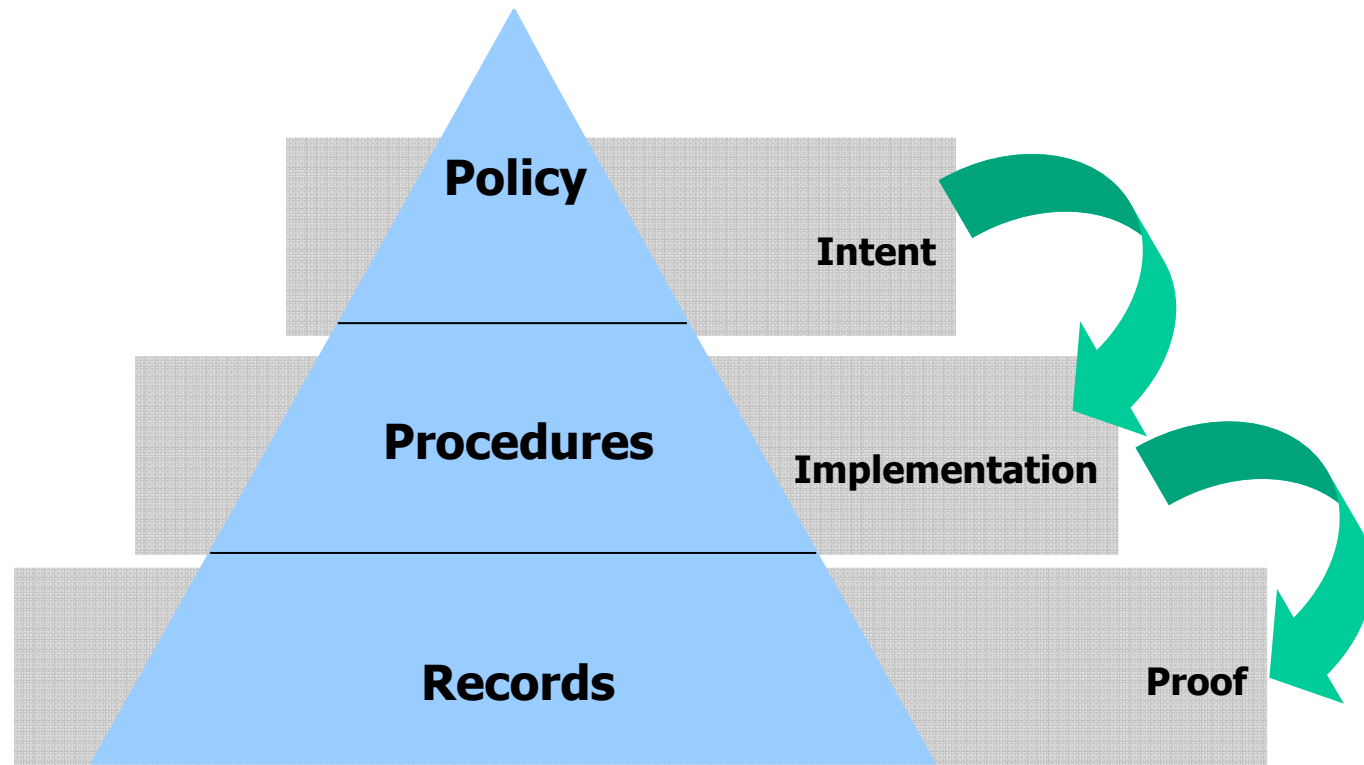 Policy
Intent
Procedures
Implementation
Records
Proof